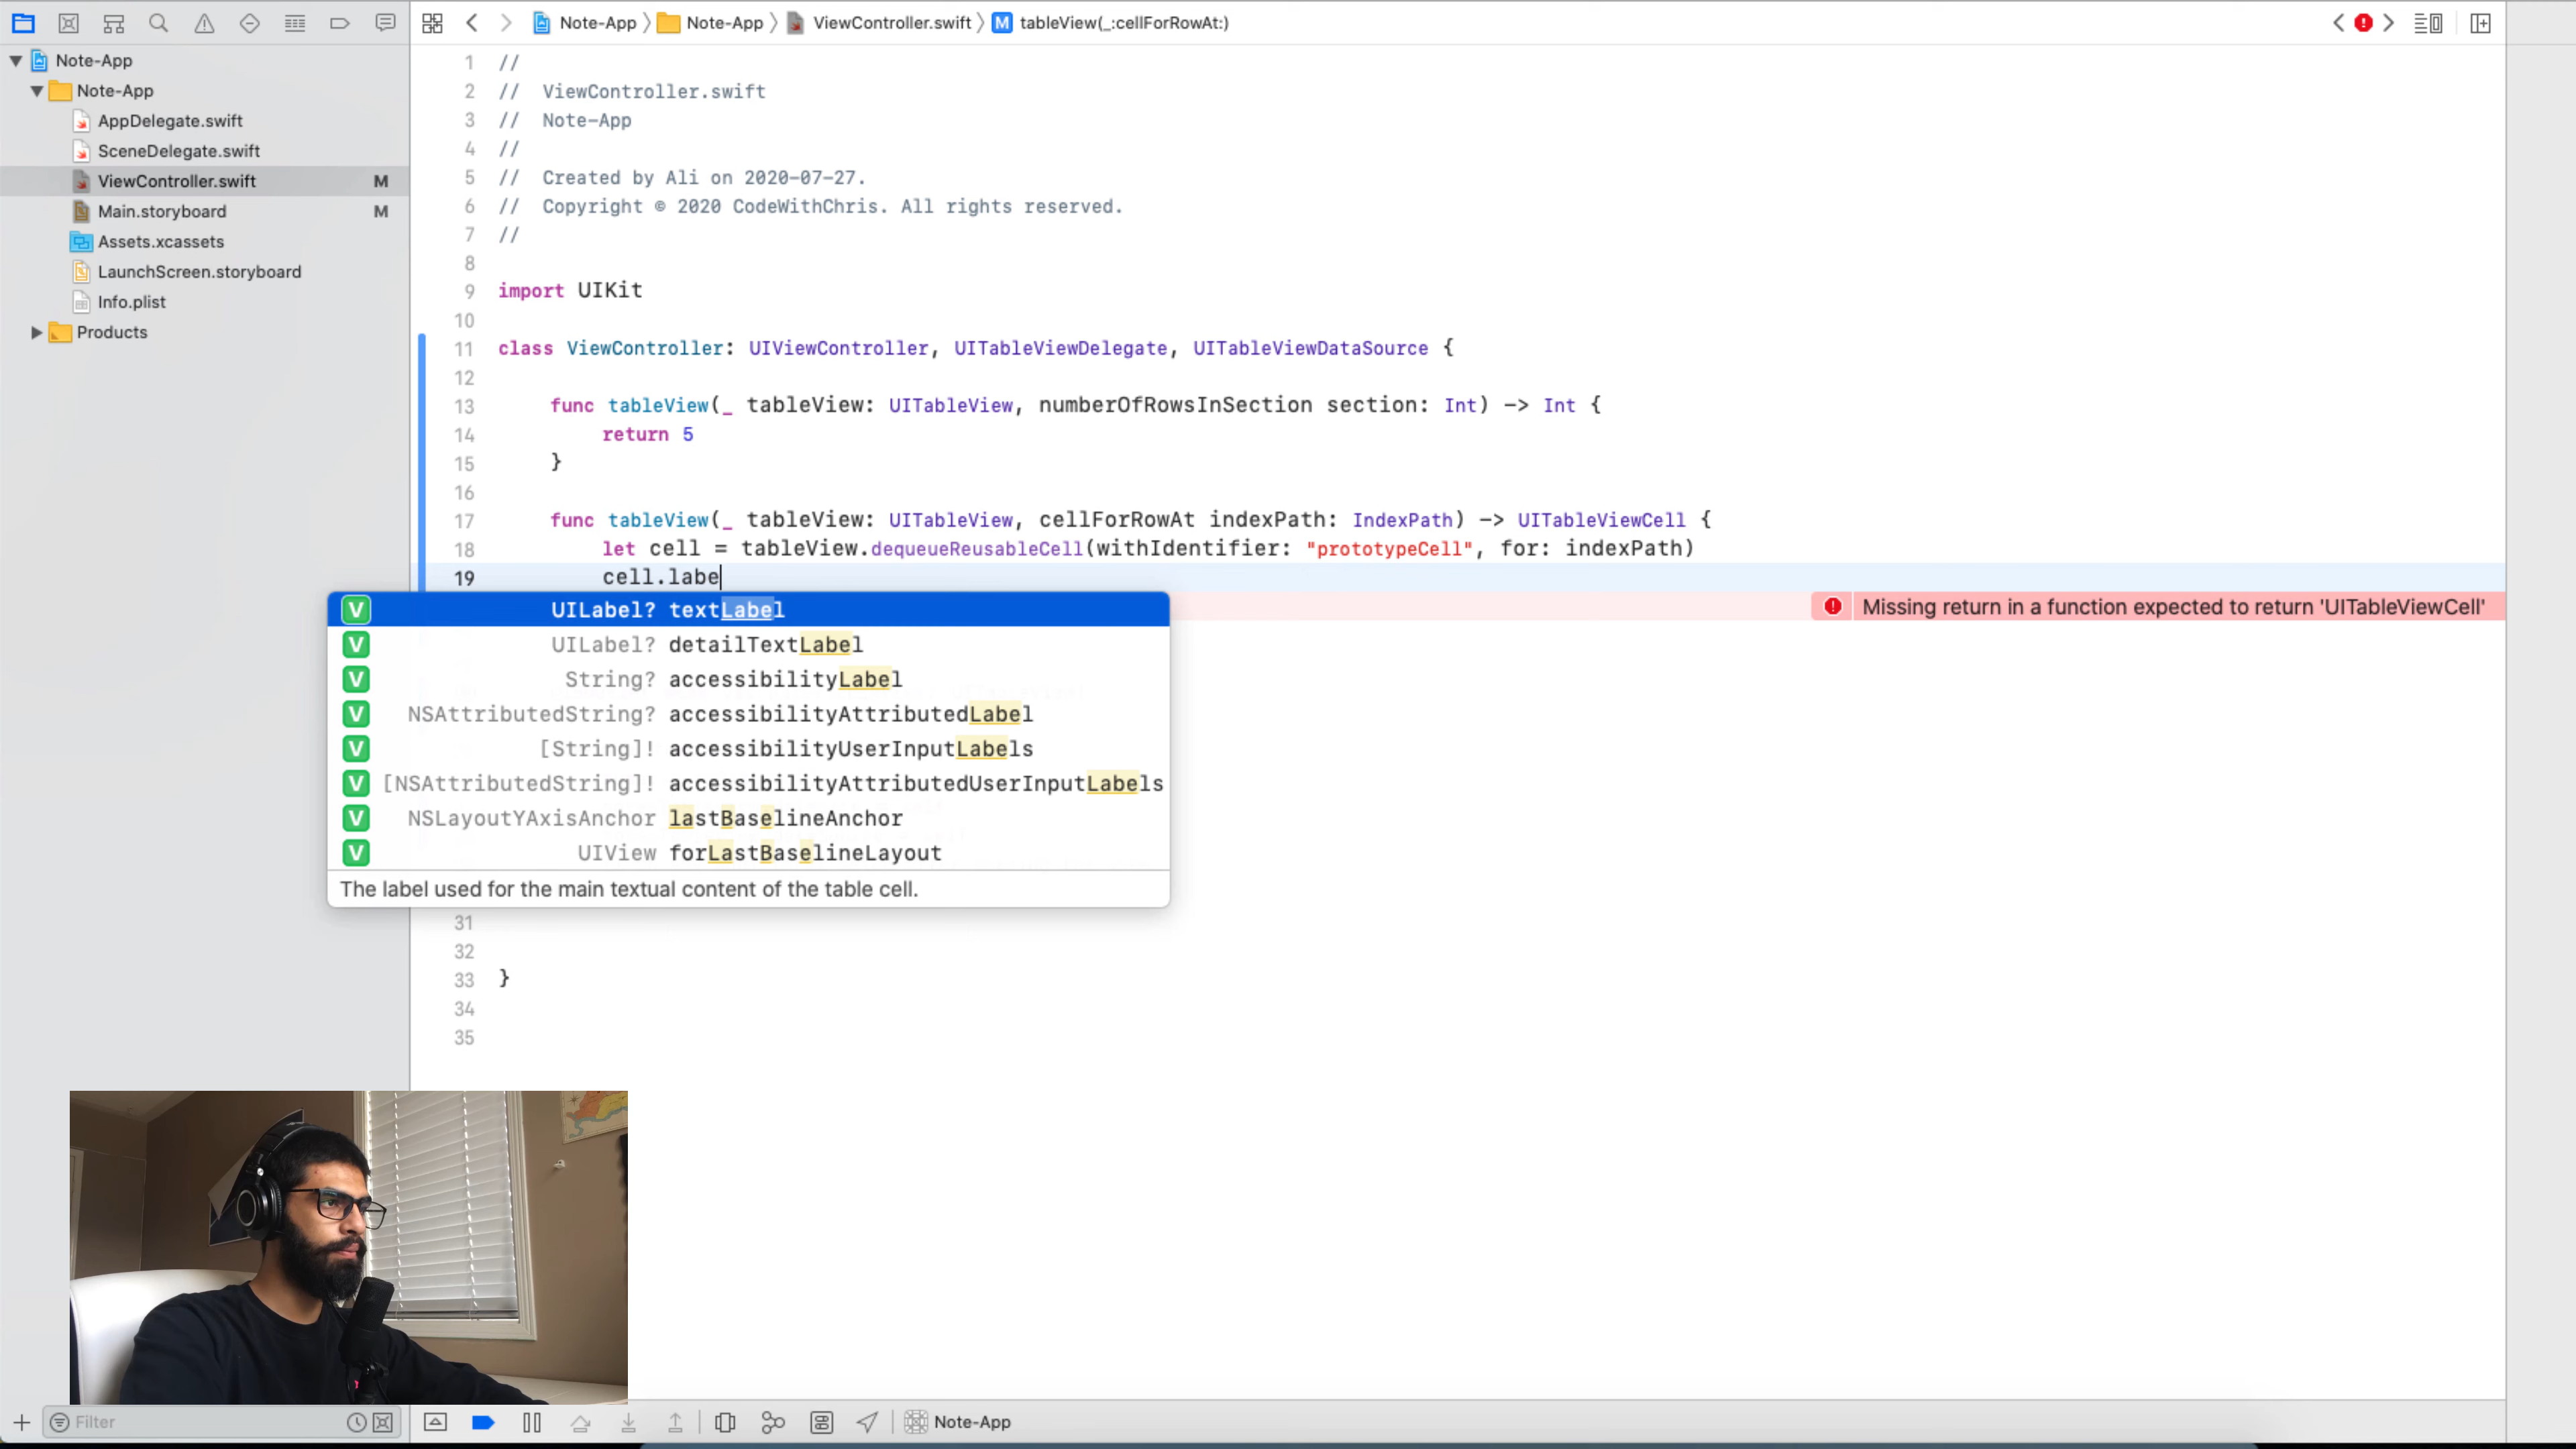 Note-App
Note-App
ViewController.swift
tableView(_:cellForRowAt:)
Note-App
Note-App
AppDelegate.swift
SceneDelegate.swift
ViewController.swift M
Main.storyboard M
Assets.xcassets
LaunchScreen.storyboard
Info.plist
Products
1 //
2 // ViewController.swift
3 // Note-App
4 //
5 // Created by Ali on 2020-07-27.
6 // Copyright © 2020 CodeWithChris. All rights reserved.
7 //
8
9 import UIKit
10
11 class ViewController: UIViewController, UITableViewDelegate, UITableViewDataSource {
12
13 func tableView(_ tableView: UITableView, numberOfRowsInSection section: Int) -> Int {
14 return 5
15 }
16
17 func tableView(_ tableView: UITableView, cellForRowAt indexPath: IndexPath) -> UITableViewCell {
18 let cell = tableView.dequeueReusableCell(withIdentifier: "prototypeCell", for: indexPath)
19 cell.labe
Missing return in a function expected to return 'UITableViewCell'
V UILabel? textLabel
V UILabel? detailTextLabel
V String? accessibilityLabel
V NSAttributedString? accessibilityAttributedLabel
V [String]! accessibilityUserInputLabels
V [NSAttributedString]! accessibilityAttributedUserInputLabels
V NSLayoutYAxisAnchor lastBaselineAnchor
V UIView forLastBaselineLayout
The label used for the main textual content of the table cell.
31
32
33 }
34
35
Filter
Note-App